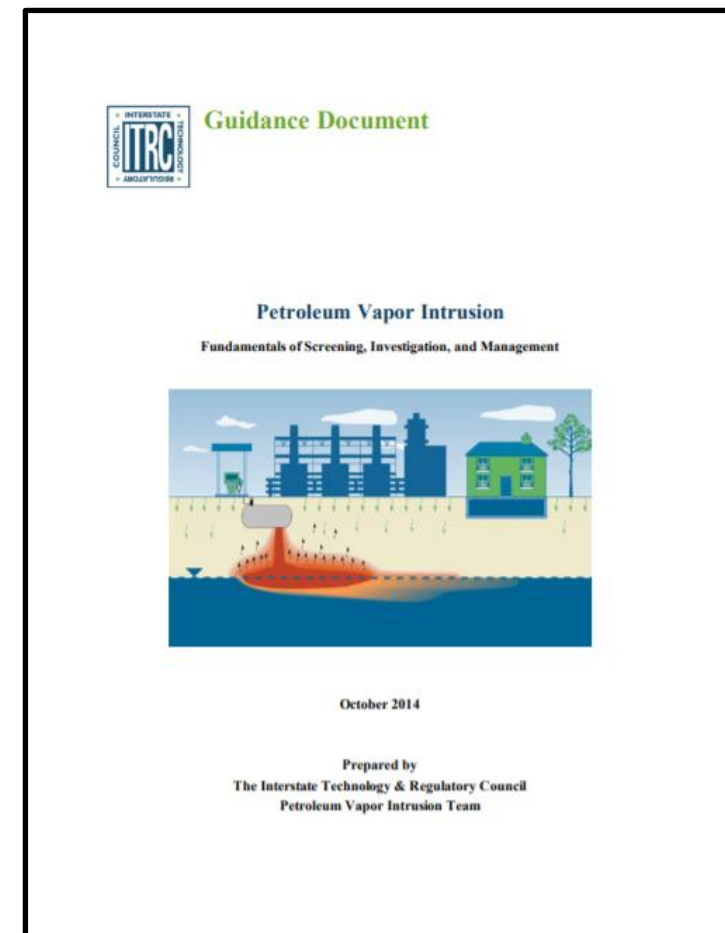 INTERSTATE
COUNCIL
ITRC
TECHNOLOGY
REGULATORY
Guidance Document
Petroleum Vapor Intrusion
Fundamentals of Screening, Investigation, and Management
October 2014
Prepared by
The Interstate Technology & Regulatory Council
Petroleum Vapor Intrusion Team